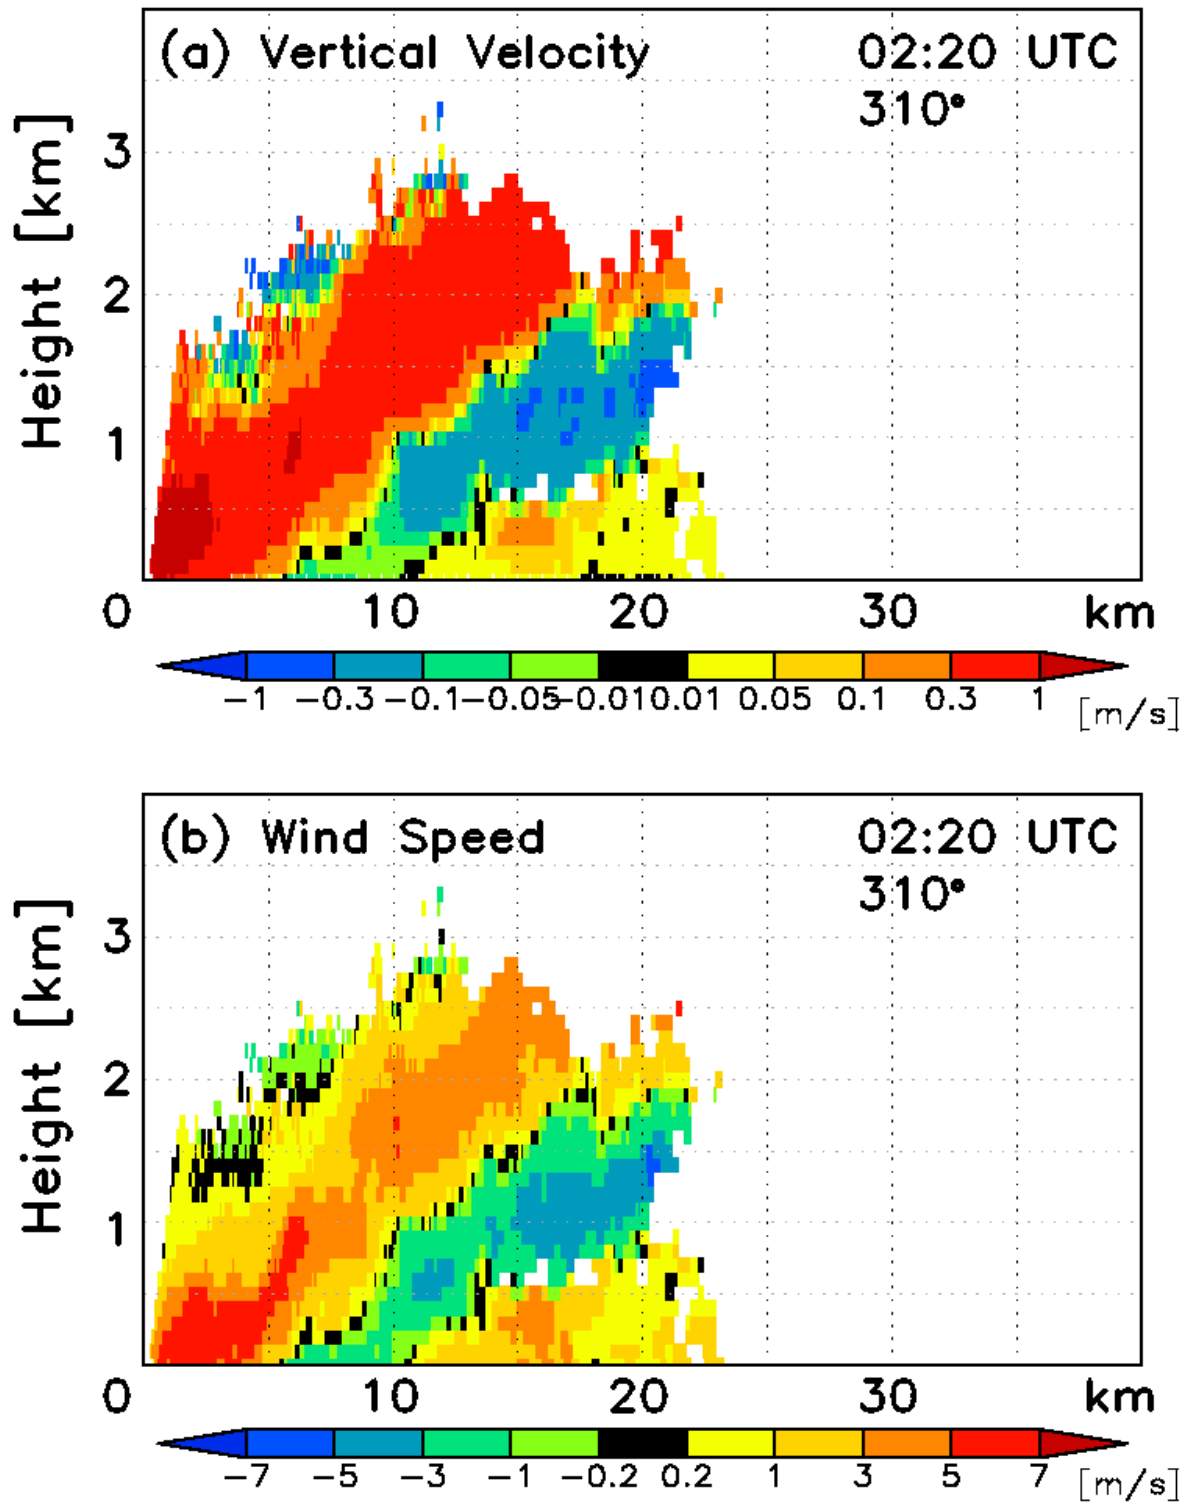 (a) Vertical Velocity 02:20 UTC
310°
Height [km]
3
2
1
0 10 20 30 km
−1 −0.3 −0.1 −0.05 −0.01 0.01 0.05 0.1 0.3 1 [m/s]
(b) Wind Speed 02:20 UTC
310°
Height [km]
3
2
1
0 10 20 30 km
−7 −5 −3 −1 −0.2 0.2 1 3 5 7 [m/s]